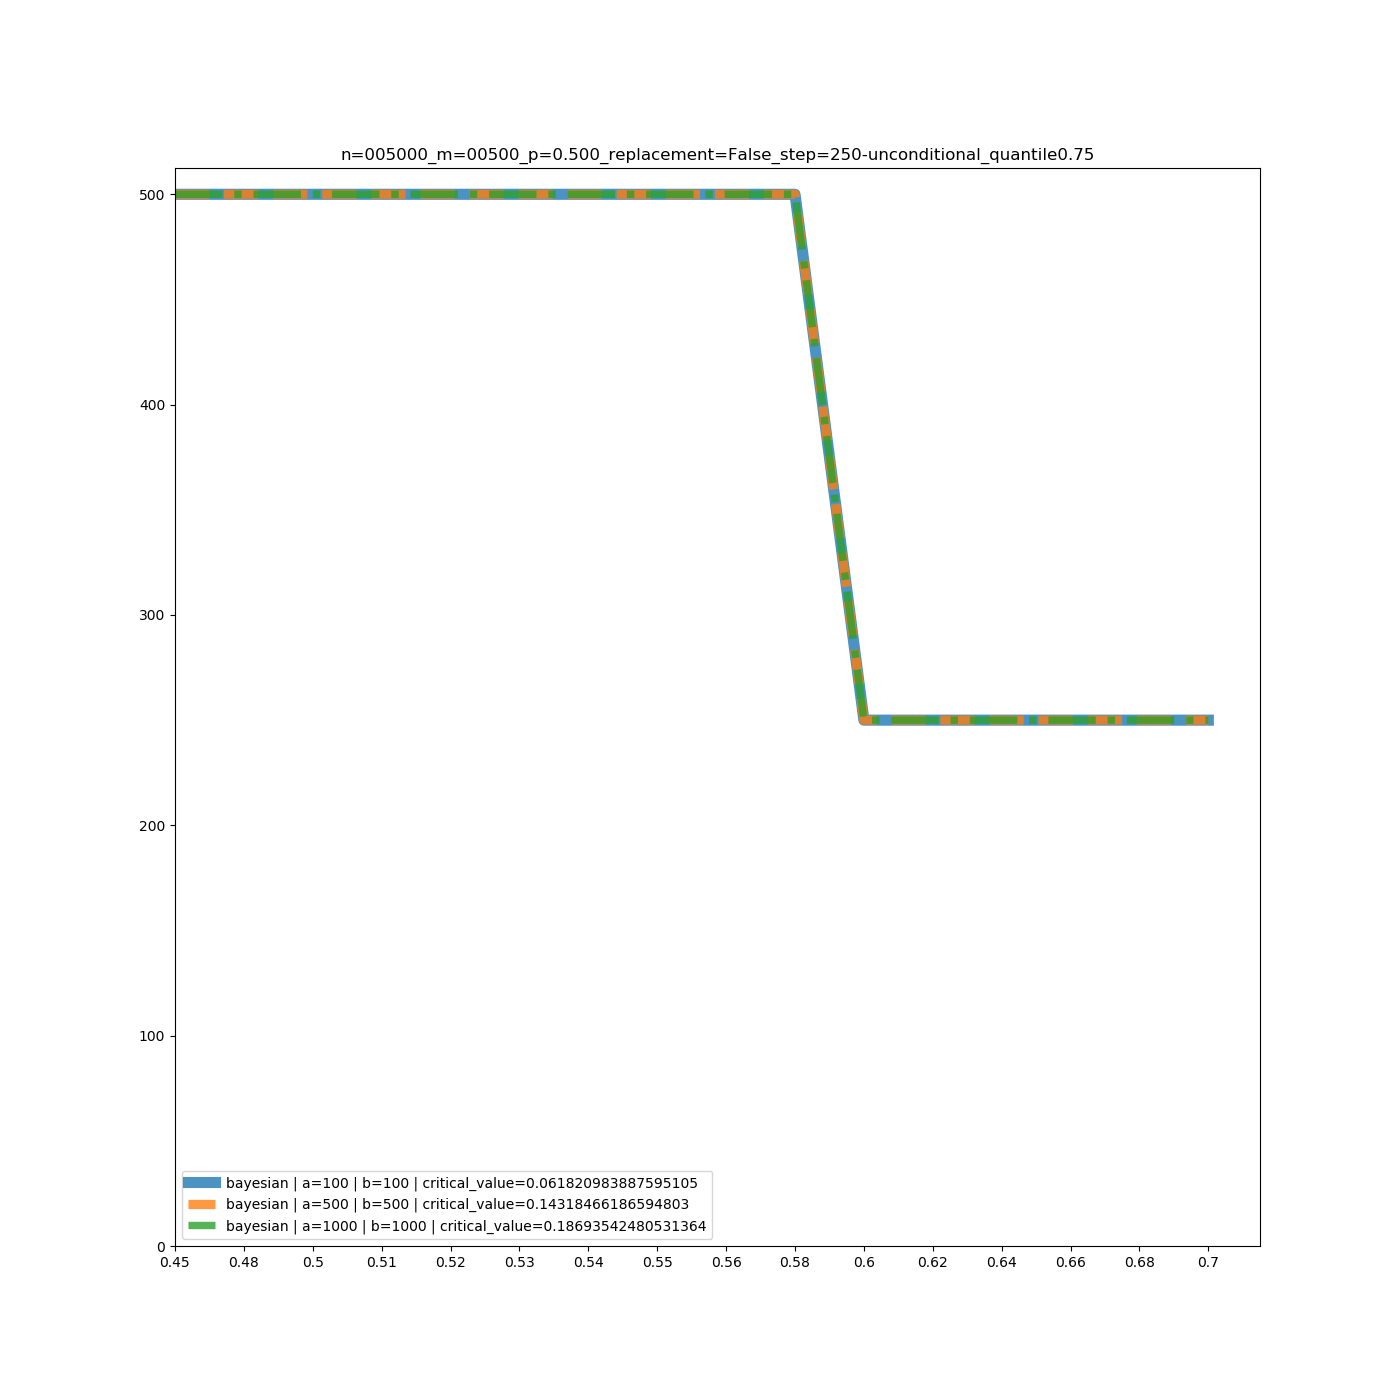 n=005000_m=00500_p=0.500_replacement=False_step=250-unconditional_quantile0.75
500
400
300
200
100
0
bayesian | a=100 | b=100 | critical_value=0.061820983887595105
bayesian | a=500 | b=500 | critical_value=0.14318466186594803
bayesian | a=1000 | b=1000 | critical_value=0.18693542480531364
0.45 0.48 0.5 0.51 0.52 0.53 0.54 0.55 0.56 0.58 0.6 0.62 0.64 0.66 0.68 0.7